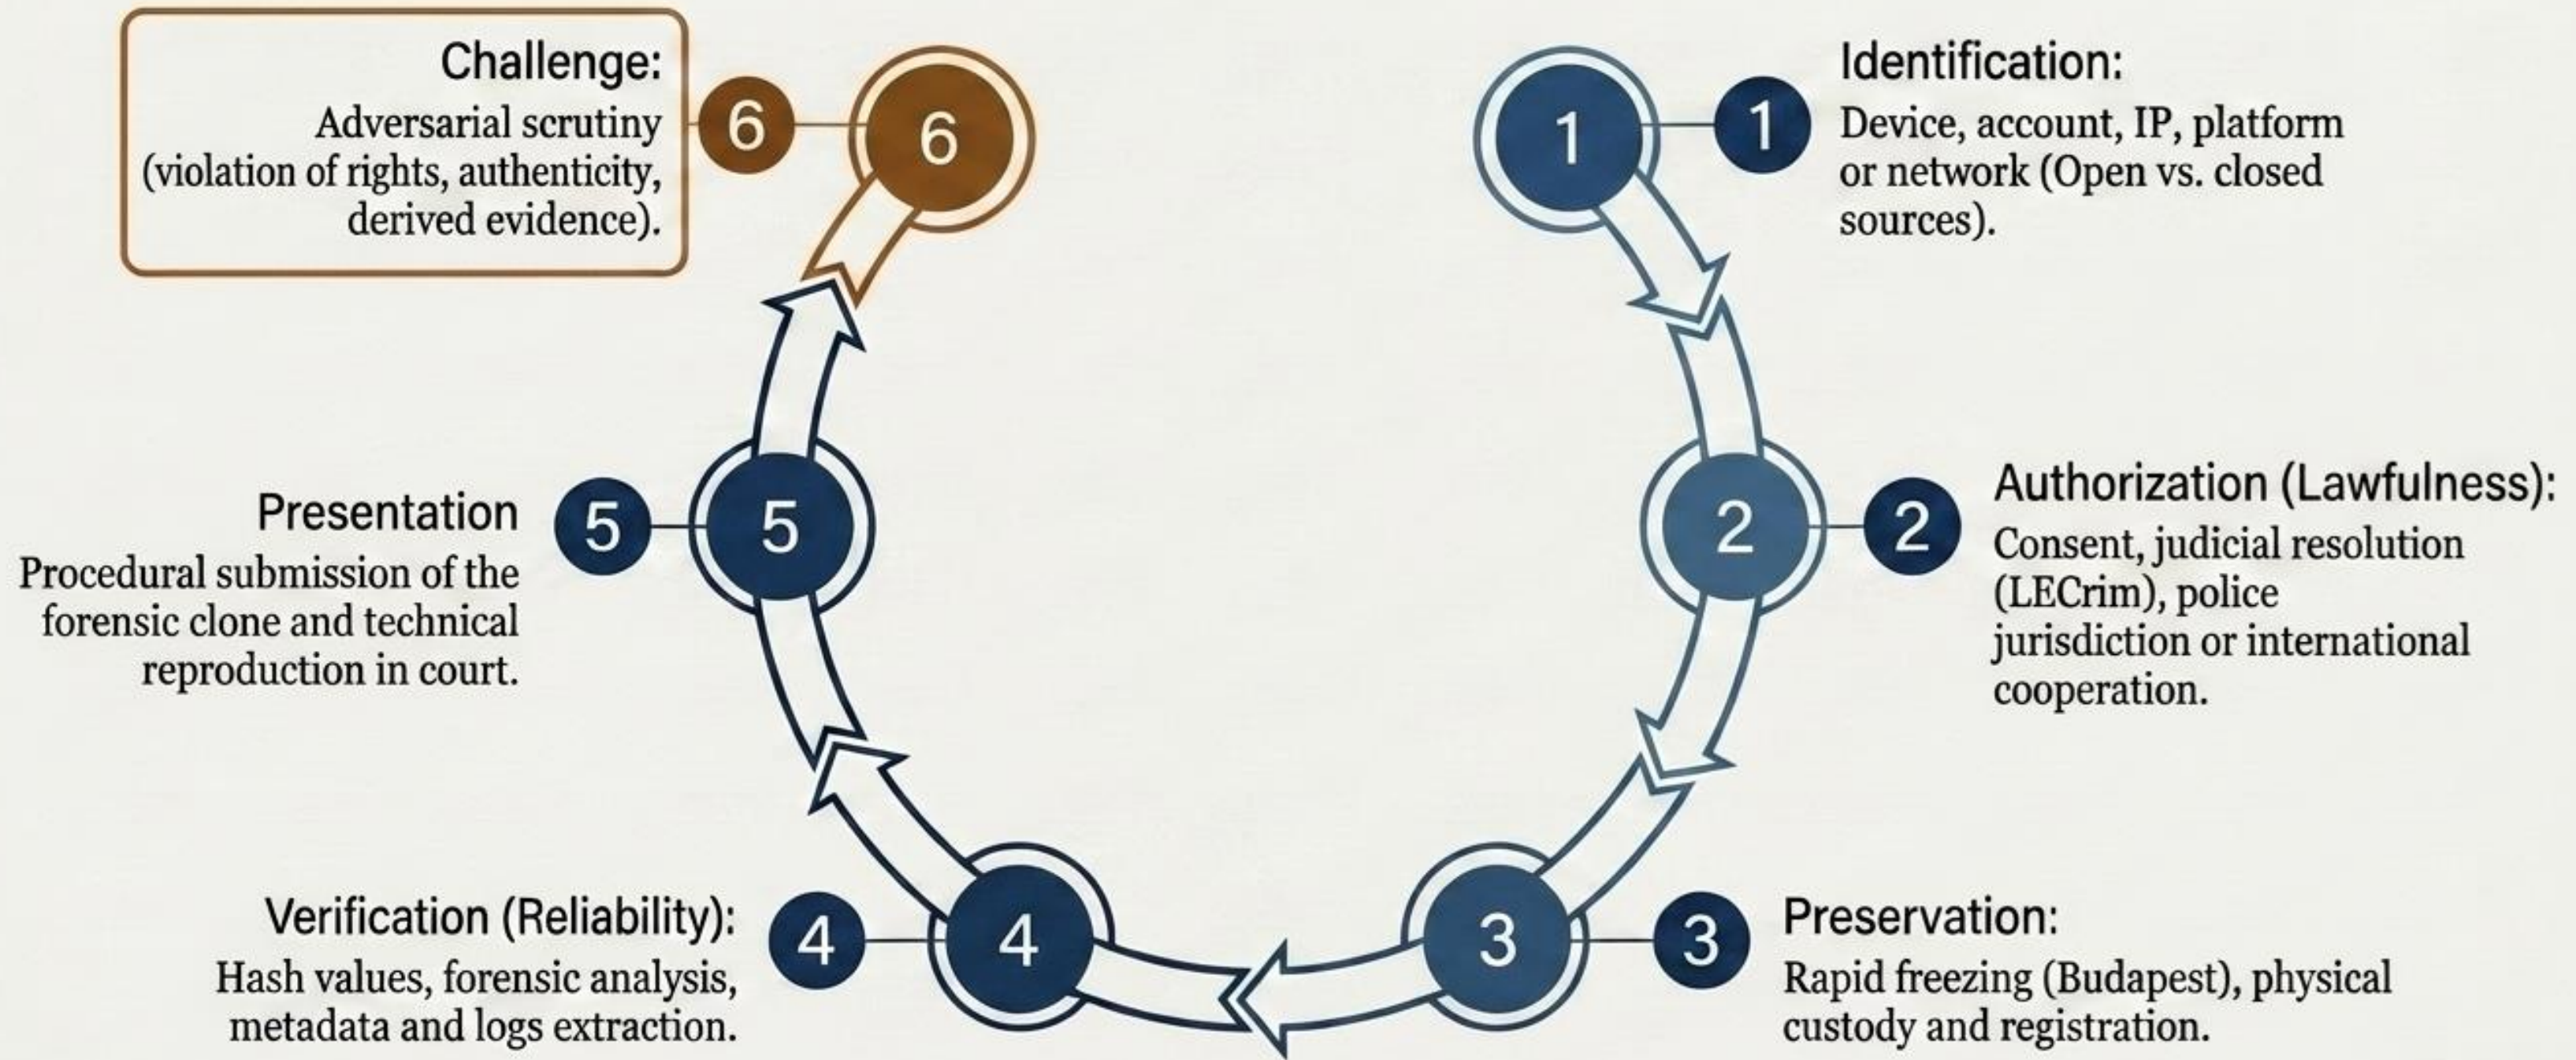 1
1
Identification:
Device, account, IP, platform
or network (Open vs. closed
sources).
2
2
Authorization (Lawfulness):
Consent, judicial resolution
(LECrim), police
jurisdiction or international
cooperation.
3
3
Preservation:
Rapid freezing (Budapest), physical
custody and registration.
4
4
Verification (Reliability):
Hash values, forensic analysis,
metadata and logs extraction.
5
5
Presentation
Procedural submission of the
forensic clone and technical
reproduction in court.
6
6
Challenge:
Adversarial scrutiny
(violation of rights, authenticity,
derived evidence).